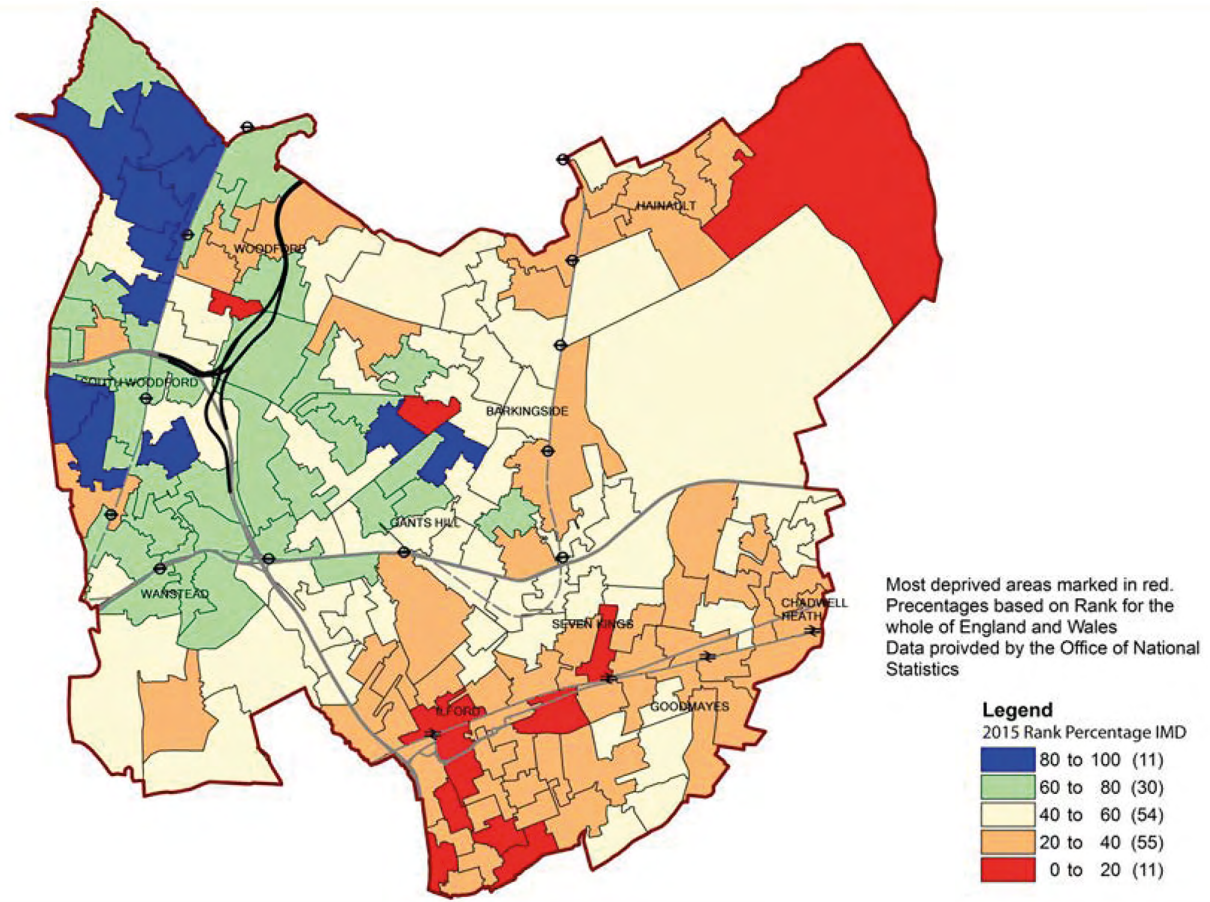 HAINAULT
WOODFORD
SOUTH WOODFORD
BARKINGSIDE
GANTS HILL
WANSTEAD
SEVEN KINGS
CHADWELL
HEATH
ILFORD
GOODMAYES
Most deprived areas marked in red.
Precentages based on Rank for the
whole of England and Wales
Data proivded by the Office of National
Statistics
Legend
2015 Rank Percentage IMD
80 to 100 (11)
60 to 80 (30)
40 to 60 (54)
20 to 40 (55)
0 to 20 (11)